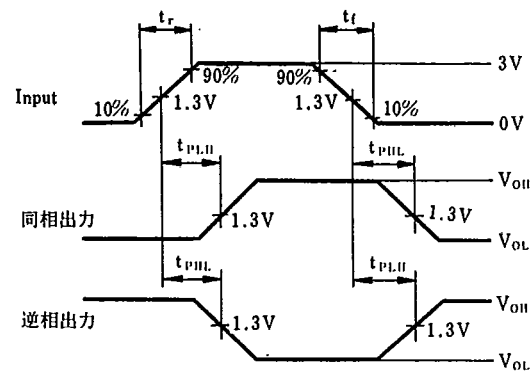 tr tf
90% 90% 3V
Input 10% 1.3V 1.3V 10%
0V
tPLH tPHL
VOH
同相出力 1.3V 1.3V
VOL
tPHL tPLH
VOH
逆相出力 1.3V 1.3V
VOL